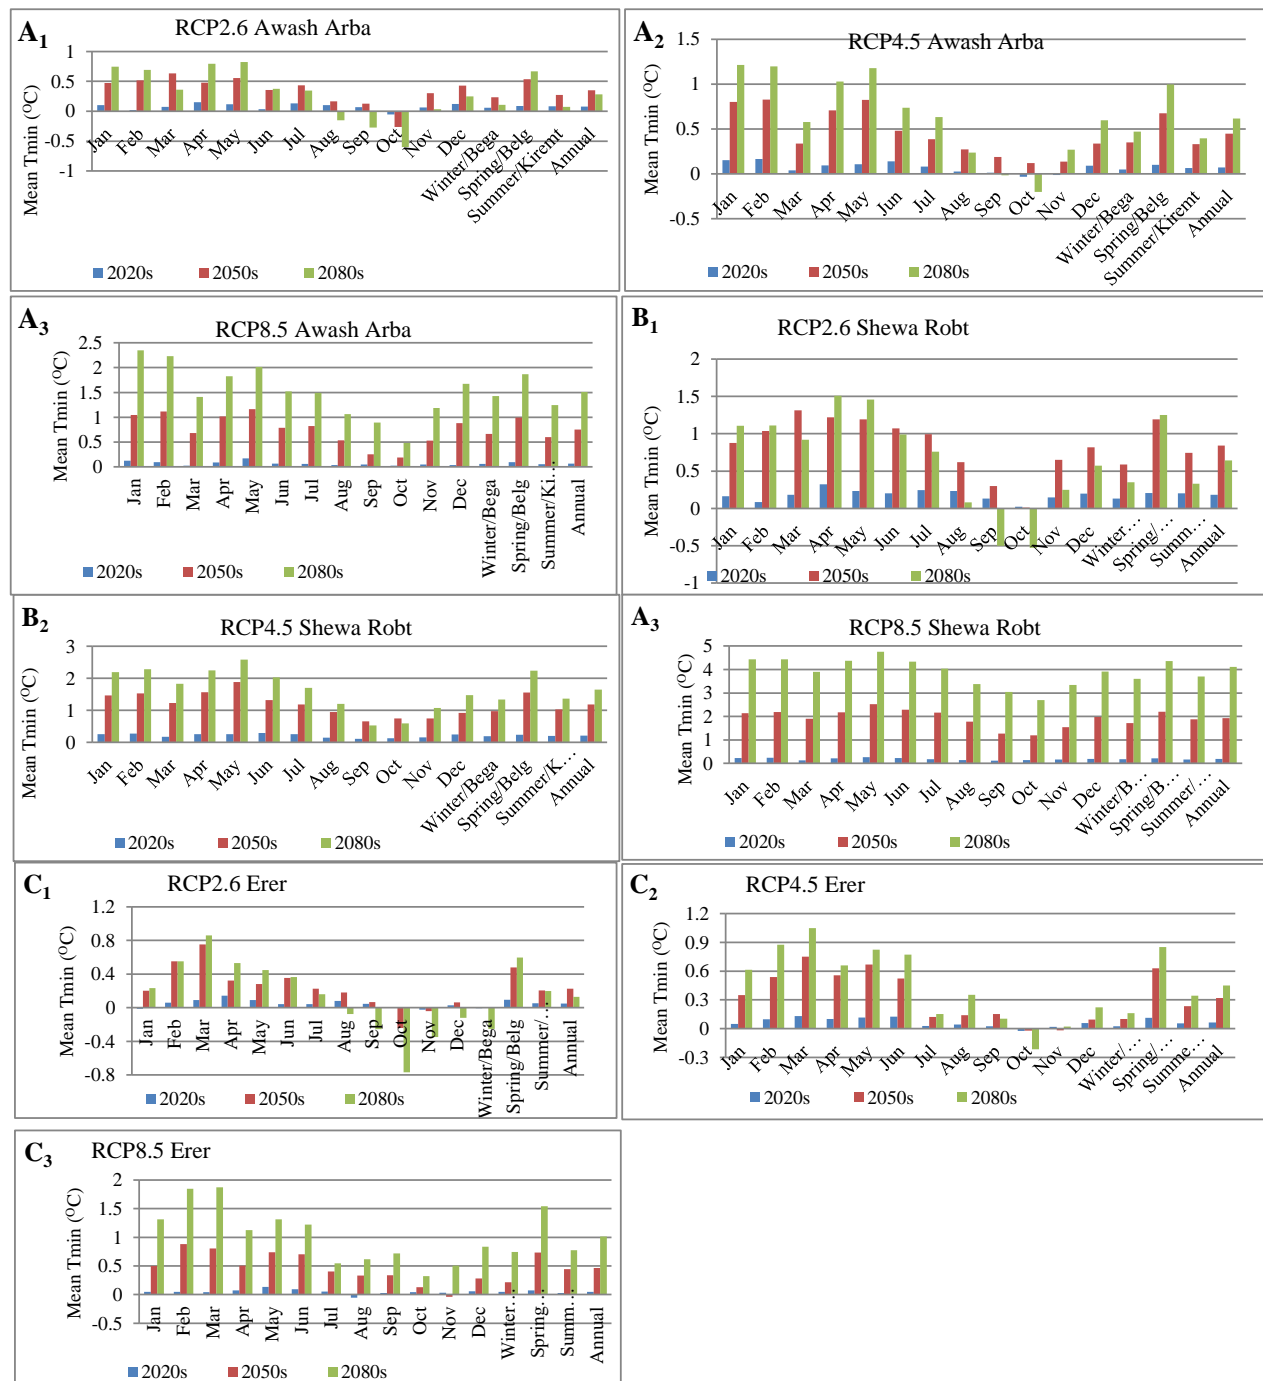 A1
RCP2.6 Awash Arba
Mean Tmin (OC)
1
0.5
0
-0.5
-1
Jan Feb Mar Apr May Jun Jul Aug Sep Oct Nov Dec Winter/Bega Spring/Belg Summer/Kiremt Annual
2020s 2050s 2080s
A2
RCP4.5 Awash Arba
Mean Tmin (OC)
1.5
1
0.5
0
-0.5
Jan Feb Mar Apr May Jun Jul Aug Sep Oct Nov Dec Winter/Bega Spring/Belg Summer/Kiremt Annual
2020s 2050s 2080s
A3
RCP8.5 Awash Arba
Mean Tmin (OC)
2.5
2
1.5
1
0.5
0
Jan Feb Mar Apr May Jun Jul Aug Sep Oct Nov Dec Winter/Bega Spring/Belg Summer/Ki… Annual
2020s 2050s 2080s
B1
RCP2.6 Shewa Robt
Mean Tmin (OC)
2
1.5
1
0.5
0
-0.5
-1
Jan Feb Mar Apr May Jun Jul Aug Sep Oct Nov Dec Winter… Spring/… Summ… Annual
2020s 2050s 2080s
B2
RCP4.5 Shewa Robt
Mean Tmin (OC)
3
2
1
0
Jan Feb Mar Apr May Jun Jul Aug Sep Oct Nov Dec Winter/Bega Spring/Belg Summer/K… Annual
2020s 2050s 2080s
A3
RCP8.5 Shewa Robt
Mean Tmin (OC)
5
4
3
2
1
0
Jan Feb Mar Apr May Jun Jul Aug Sep Oct Nov Dec Winter/B… Spring/B… Summer/… Annual
2020s 2050s 2080s
C1
RCP2.6 Erer
Mean Tmin (OC)
1.2
0.8
0.4
0
-0.4
-0.8
Jan Feb Mar Apr May Jun Jul Aug Sep Oct Nov Dec Winter/Bega Spring/Belg Summer/… Annual
2020s 2050s 2080s
C2
RCP4.5 Erer
Mean Tmin (OC)
1.2
0.9
0.6
0.3
0
-0.3
Jan Feb Mar Apr May Jun Jul Aug Sep Oct Nov Dec Winter/… Spring/… Summe… Annual
2020s 2050s 2080s
C3
RCP8.5 Erer
Mean Tmin (OC)
2
1.5
1
0.5
0
-0.5
Jan Feb Mar Apr May Jun Jul Aug Sep Oct Nov Dec Winter… Spring… Summ… Annual
2020s 2050s 2080s